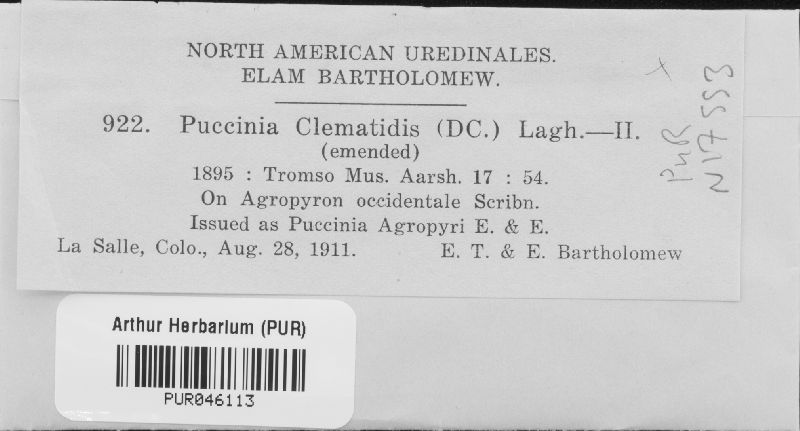 NORTH AMERICAN UREDINALES.
ELAM BARTHOLOMEW.
922. Puccinia Clematidis (DC.) Lagh.—II.
(emended)
1895 : Tromso Mus. Aarsh. 17 : 54.
On Agropyron occidentale Scribn.
Issued as Puccinia Agropyri E. & E.
La Salle, Colo., Aug. 28, 1911. E. T. & E. Bartholomew
x
PUR
N17553
Arthur Herbarium (PUR)
PUR046113